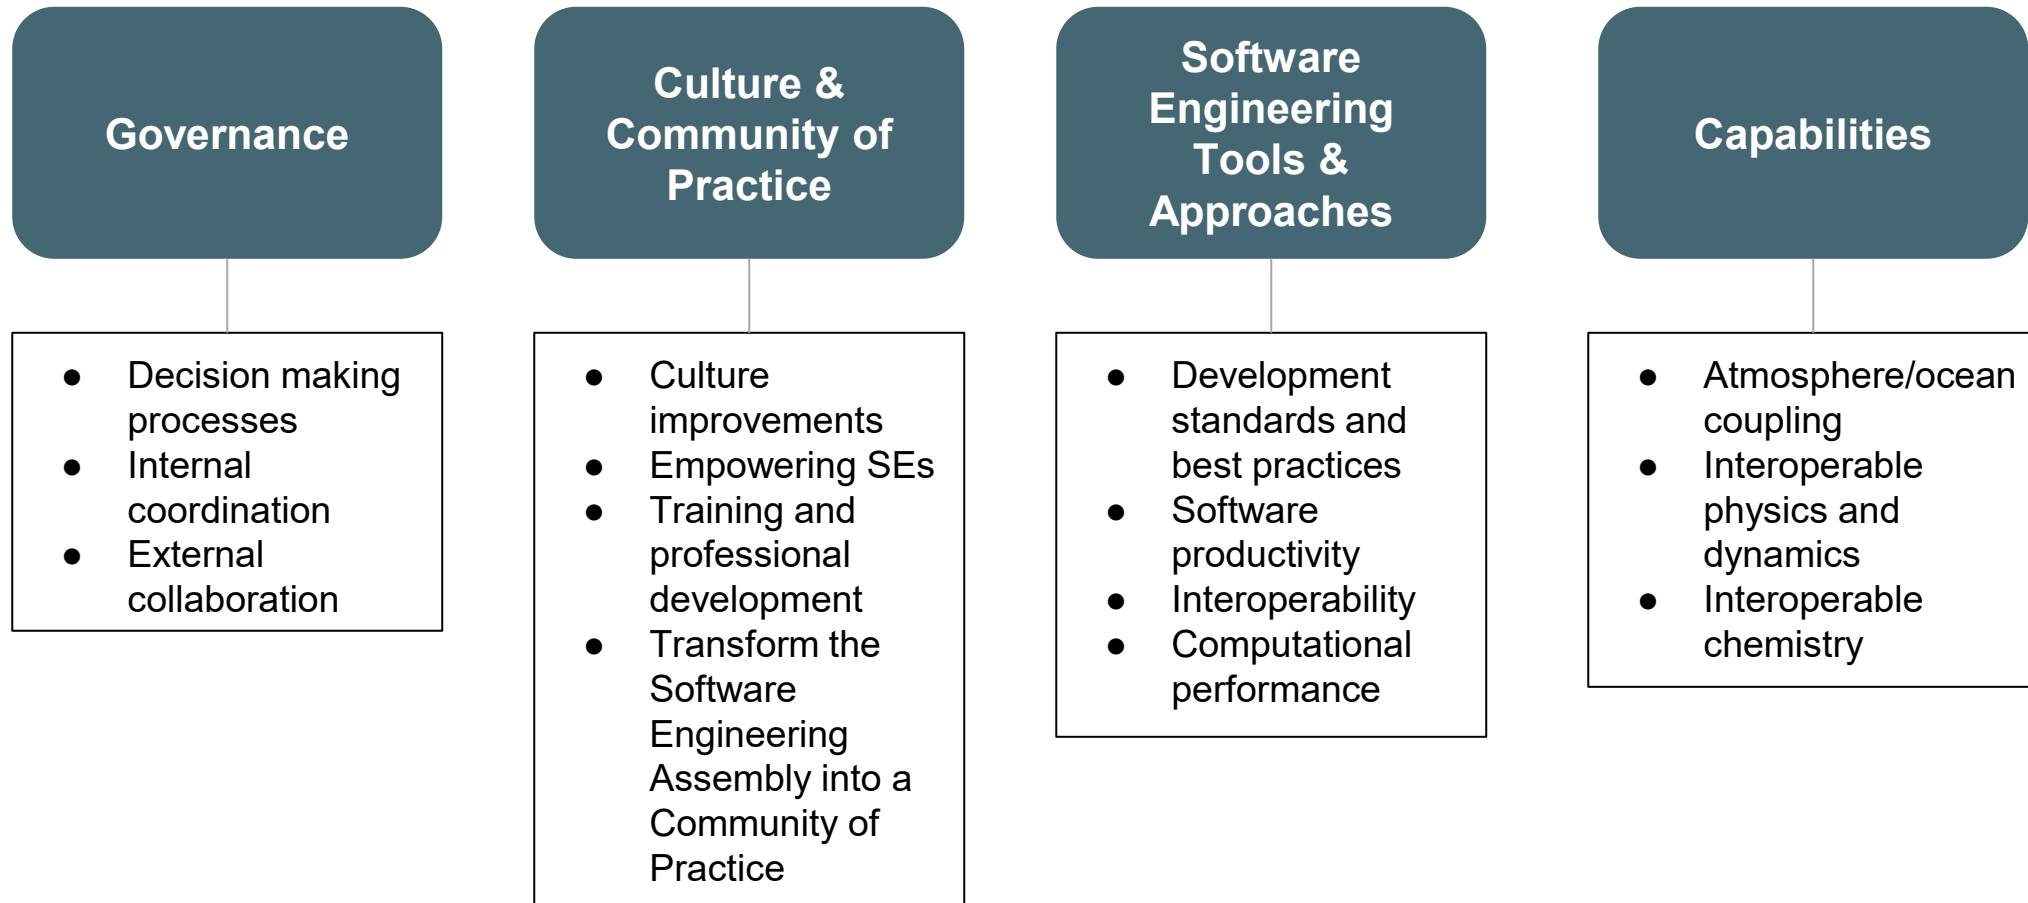 Governance
● Decision making
processes
● Internal
coordination
● External
collaboration
Culture &
Community of
Practice
● Culture
improvements
● Empowering SEs
● Training and
professional
development
● Transform the
Software
Engineering
Assembly into a
Community of
Practice
Software
Engineering
Tools &
Approaches
● Development
standards and
best practices
● Software
productivity
● Interoperability
● Computational
performance
Capabilities
● Atmosphere/ocean
coupling
● Interoperable
physics and
dynamics
● Interoperable
chemistry